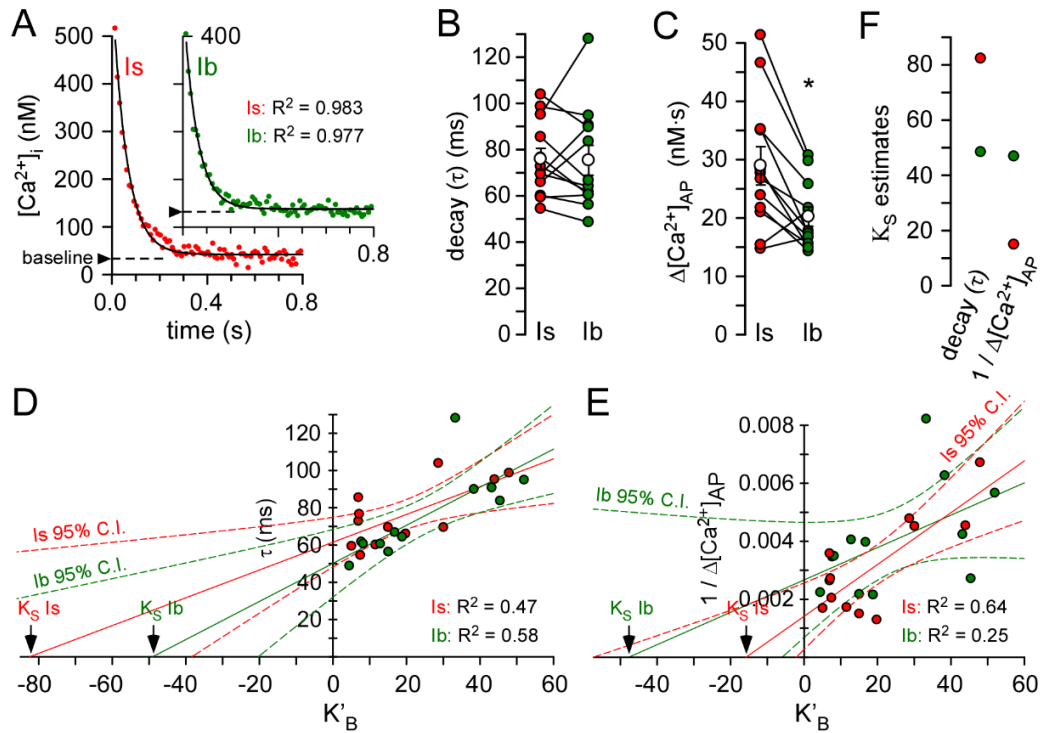 A
[Ca²⁺]ᵢ (nM)
500
400
300
200
100
0
baseline
Is
400
Ib
Is: R² = 0.983
Ib: R² = 0.977
0.8
0.0
0.4
0.8
time (s)
B
decay (τ) (ms)
120
100
80
60
40
20
0
Is
Ib
C
Δ[Ca²⁺]AP (nM·s)
50
40
30
20
10
0
*
Is
Ib
F
KS estimates
80
60
40
20
0
decay (τ)
1 / Δ[Ca²⁺]AP
D
τ (ms)
120
100
80
60
40
20
Is 95% C.I.
Ib 95% C.I.
KS Is
KS Ib
Is: R² = 0.47
Ib: R² = 0.58
-80
-60
-40
-20
0
20
40
60
K'B
E
1 / Δ[Ca²⁺]AP
0.008
0.006
0.004
0.002
Is 95% C.I.
Ib 95% C.I.
KS Ib
KS Is
Is: R² = 0.64
Ib: R² = 0.25
-40
-20
0
20
40
60
K'B